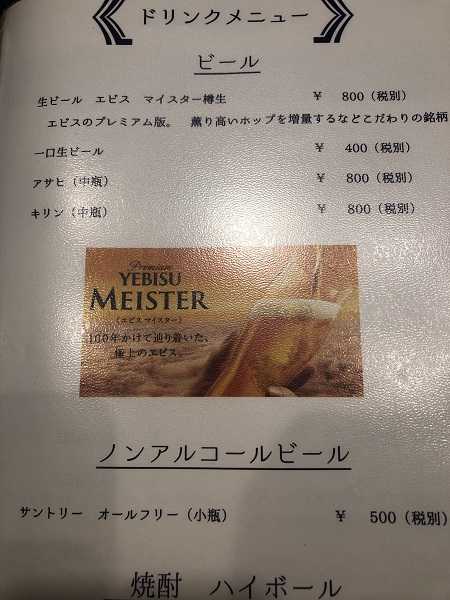 ドリンクメニュー
ビール
生ビール エビス マイスター樽生 ¥ 800（税別）
エビスのプレミアム版。 薫り高いホップを増量するなどこだわりの銘柄
一口生ビール ¥ 400（税別）
アサヒ（中瓶） ¥ 800（税別）
キリン（中瓶） ¥ 800（税別）
Premium
YEBISU
MEISTER
〈エビス マイスター〉
100年かけて辿り着いた、
極上のエビス。
ノンアルコールビール
サントリー オールフリー（小瓶） ¥ 500（税別）
焼酎 ハイボール